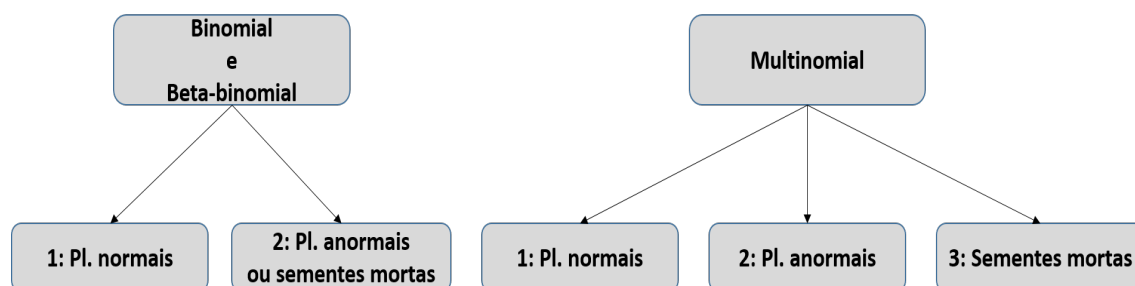 Binomial
e
Beta-binomial
Multinomial
1: Pl. normais
2: Pl. anormais
ou sementes mortas
1: Pl. normais
2: Pl. anormais
3: Sementes mortas